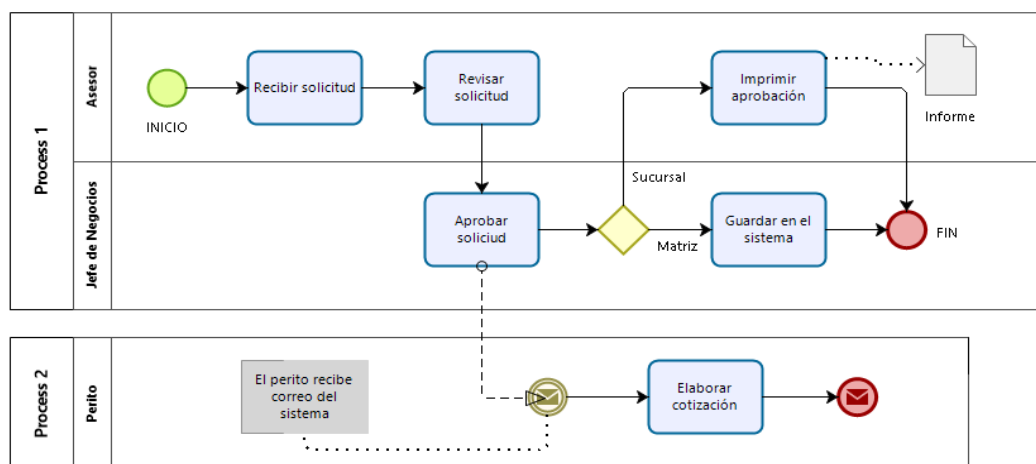 Process 1
Asesor
INICIO
Recibir solicitud
Revisar
solicitud
Imprimir
aprobación
Informe
Jefe de Negocios
Aprobar
soliciud
Sucursal
Matriz
Guardar en el
sistema
FIN
Process 2
Perito
El perito recibe
correo del
sistema
Elaborar
cotización